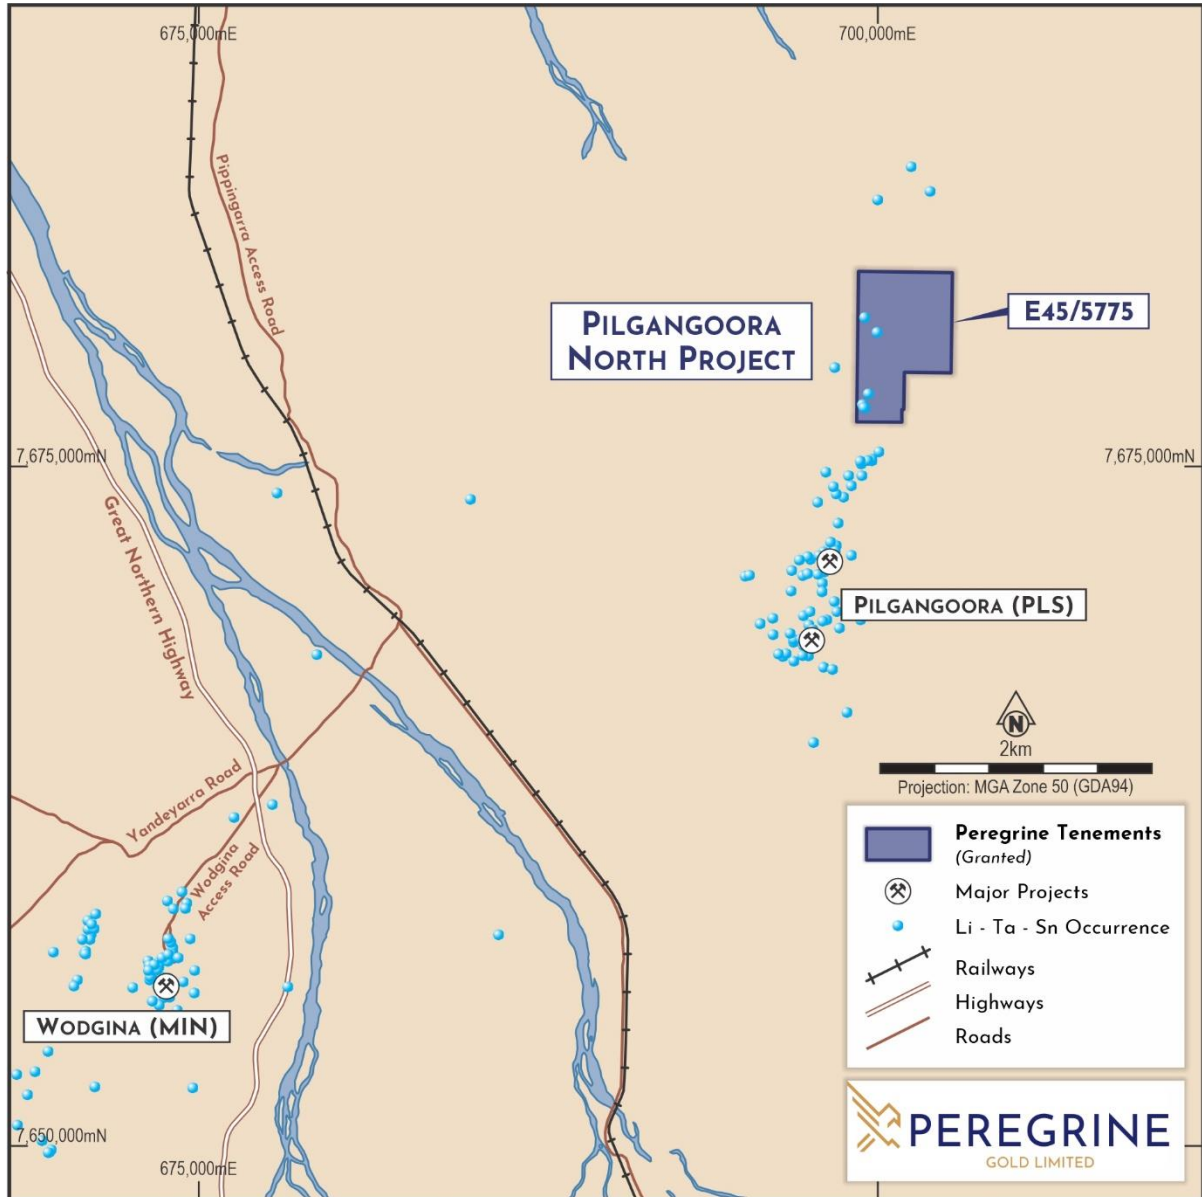 675,000mE
700,000mE
Pippingarra Access Road
PILGANGOORA
NORTH PROJECT
E45/5775
7,675,000mN
7,675,000mN
Great Northern Highway
PILGANGOORA (PLS)
N
2km
Projection: MGA Zone 50 (GDA94)
Yandeyarra Road
Wodgina
Access Road
Peregrine Tenements
(Granted)
Major Projects
Li - Ta - Sn Occurrence
Railways
Highways
Roads
WODGINA (MIN)
7,650,000mN
675,000mE
PEREGRINE
GOLD LIMITED